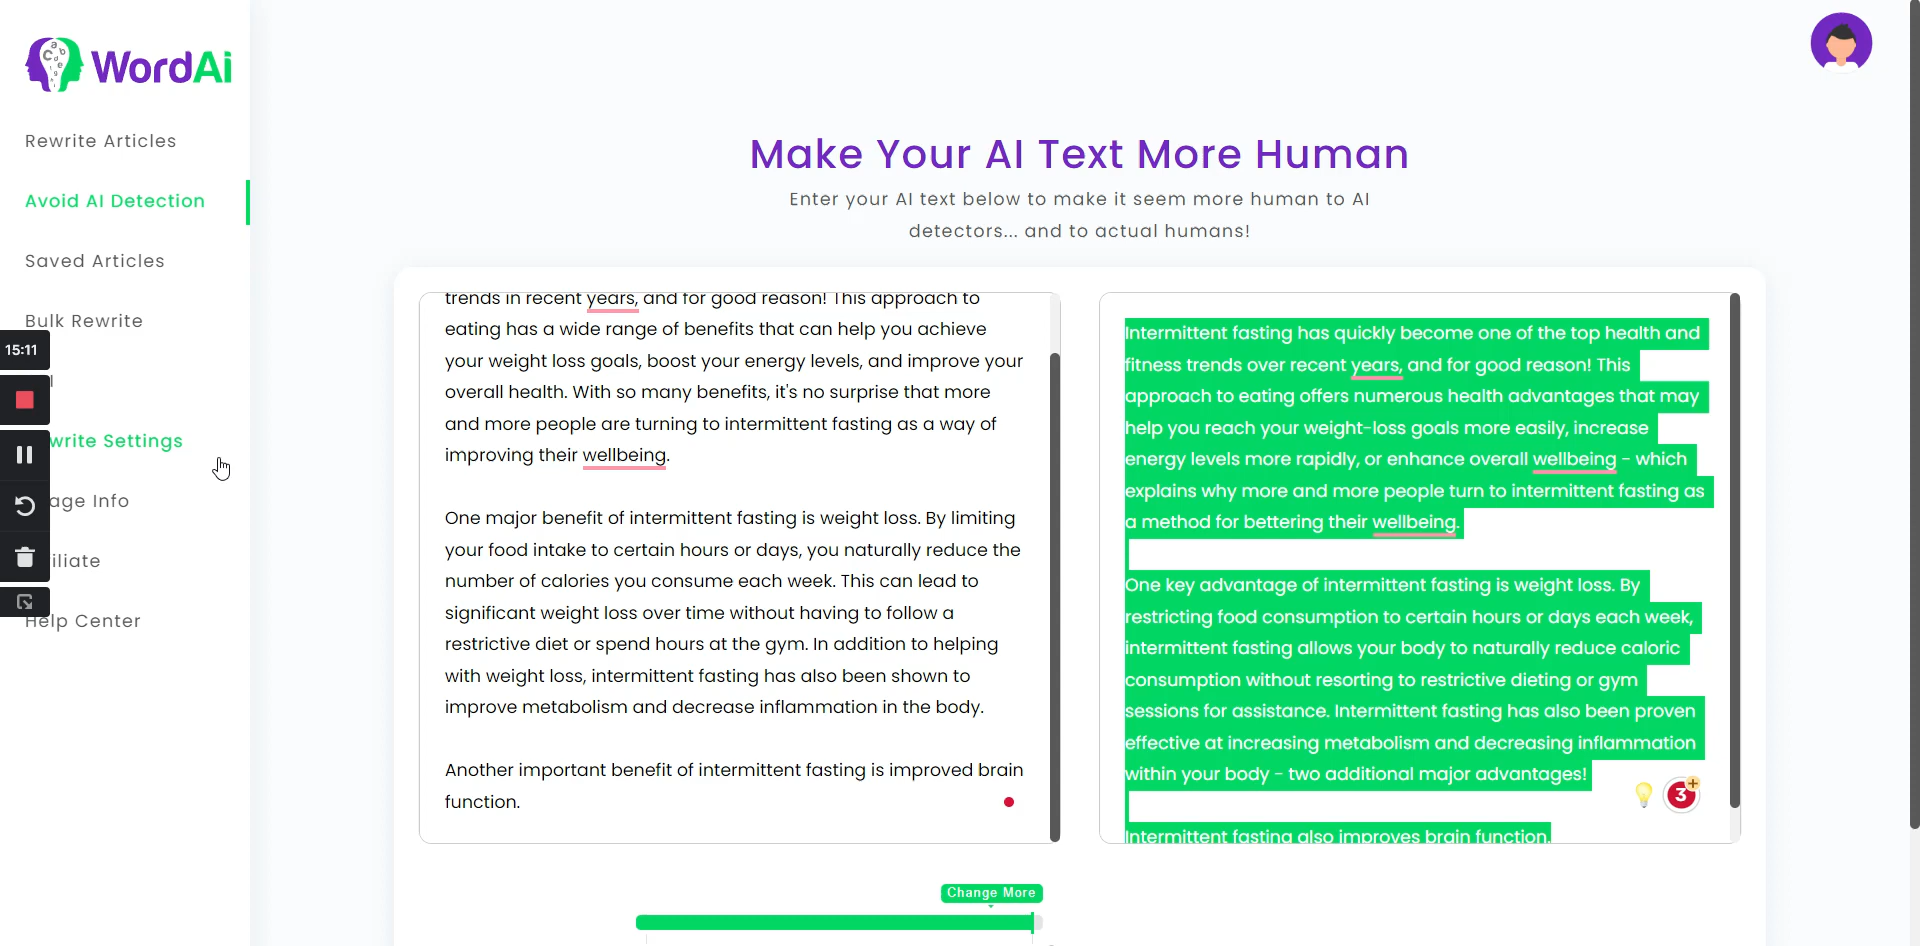 WordAi
Rewrite Articles
Avoid AI Detection
Saved Articles
Bulk Rewrite
15:11
write Settings
age Info
iliate
Help Center
Make Your AI Text More Human
Enter your AI text below to make it seem more human to AI
detectors... and to actual humans!
trends in recent years, and for good reason! This approach to
eating has a wide range of benefits that can help you achieve
your weight loss goals, boost your energy levels, and improve your
overall health. With so many benefits, it's no surprise that more
and more people are turning to intermittent fasting as a way of
improving their wellbeing.
One major benefit of intermittent fasting is weight loss. By limiting
your food intake to certain hours or days, you naturally reduce the
number of calories you consume each week. This can lead to
significant weight loss over time without having to follow a
restrictive diet or spend hours at the gym. In addition to helping
with weight loss, intermittent fasting has also been shown to
improve metabolism and decrease inflammation in the body.
Another important benefit of intermittent fasting is improved brain
function.
Intermittent fasting has quickly become one of the top health and
fitness trends over recent years, and for good reason! This
approach to eating offers numerous health advantages that may
help you reach your weight-loss goals more easily, increase
energy levels more rapidly, or enhance overall wellbeing - which
explains why more and more people turn to intermittent fasting as
a method for bettering their wellbeing.
One key advantage of intermittent fasting is weight loss. By
restricting food consumption to certain hours or days each week,
intermittent fasting allows your body to naturally reduce caloric
consumption without resorting to restrictive dieting or gym
sessions for assistance. Intermittent fasting has also been proven
effective at increasing metabolism and decreasing inflammation
within your body - two additional major advantages!
3
Intermittent fasting also improves brain function.
Change More